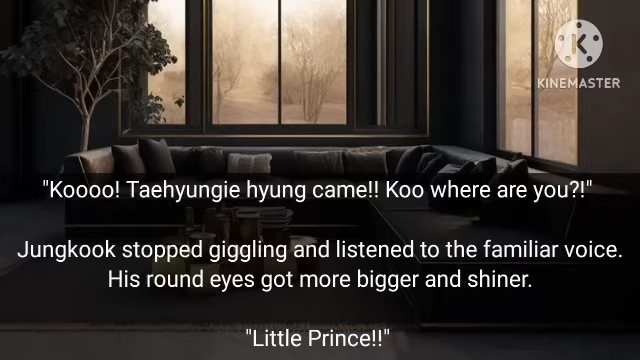 KINEMASTER
"Koooo! Taehyungie hyung came!! Koo where are you?!"
Jungkook stopped giggling and listened to the familiar voice.
His round eyes got more bigger and shiner.
"Little Prince!!"